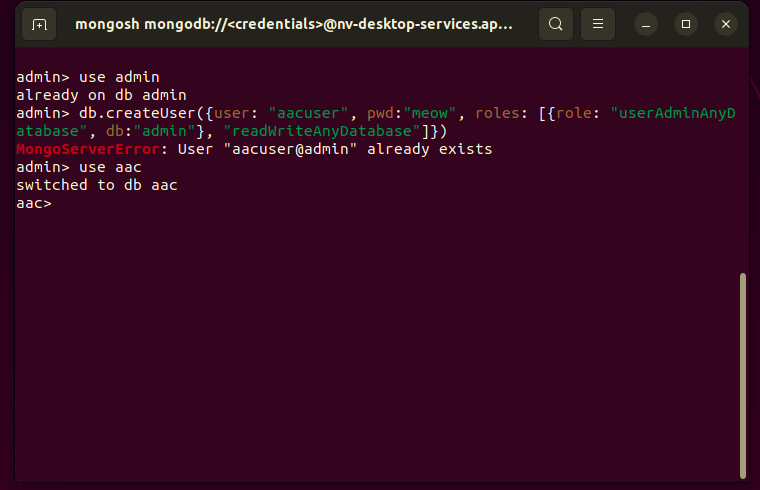 mongosh mongodb://<credentials>@nv-desktop-services.ap...
admin> use admin
already on db admin
admin> db.createUser({user: "aacuser", pwd:"meow", roles: [{role: "userAdminAnyD
atabase", db:"admin"}, "readWriteAnyDatabase"]})
MongoServerError: User "aacuser@admin" already exists
admin> use aac
switched to db aac
aac>